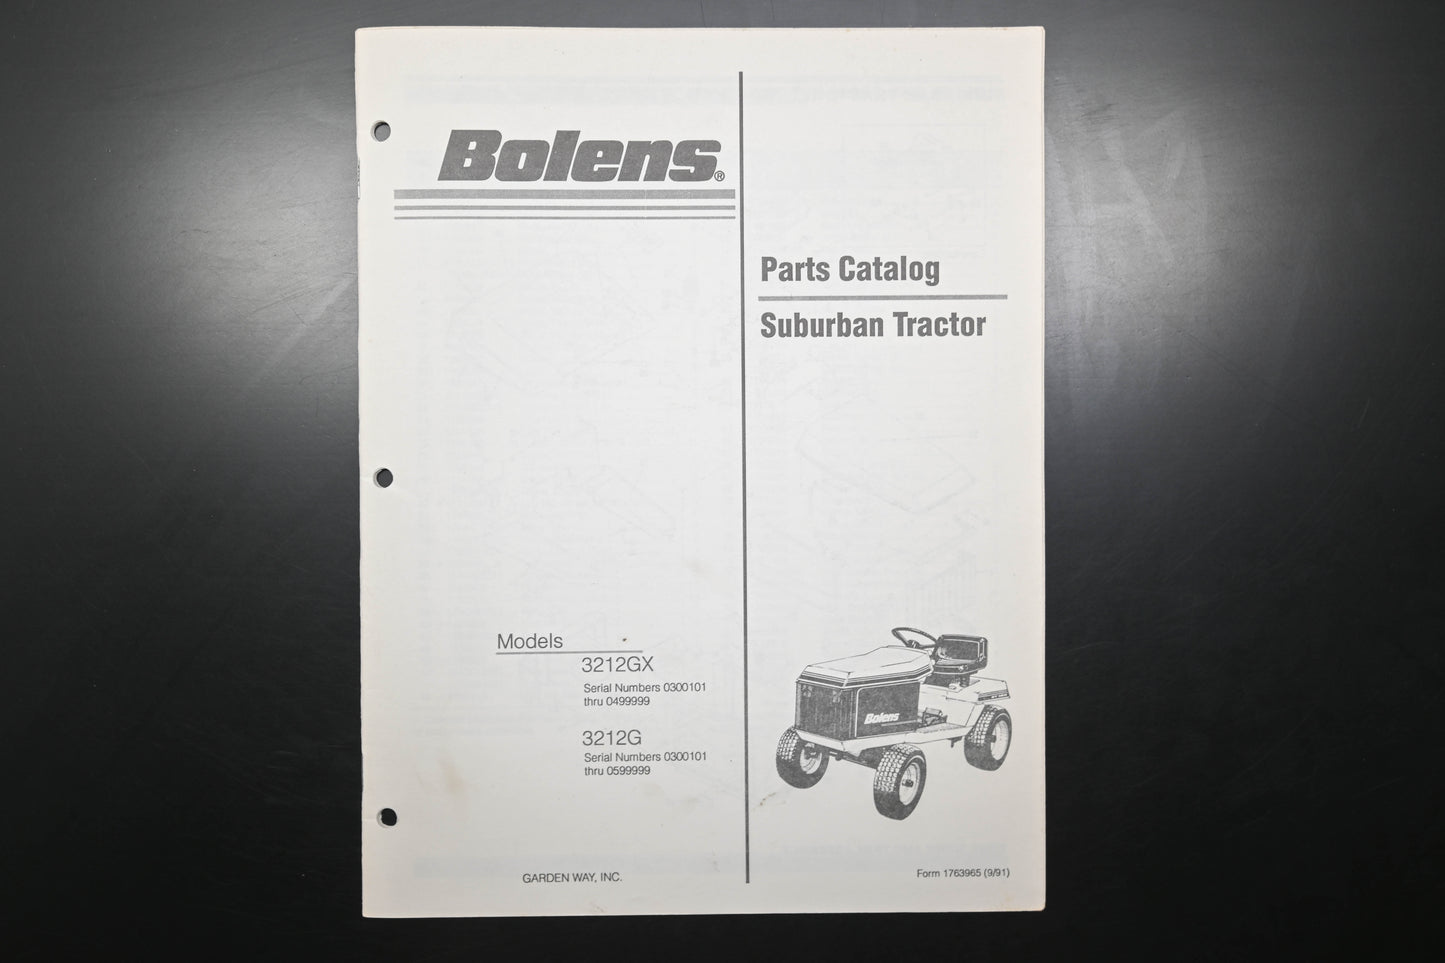 Bolens®
Parts Catalog
Suburban Tractor
Models
3212GX
Serial Numbers 0300101
thru 0499999
3212G
Serial Numbers 0300101
thru 0599999
Bolens
GARDEN WAY, INC.
Form 1763965 (9/91)